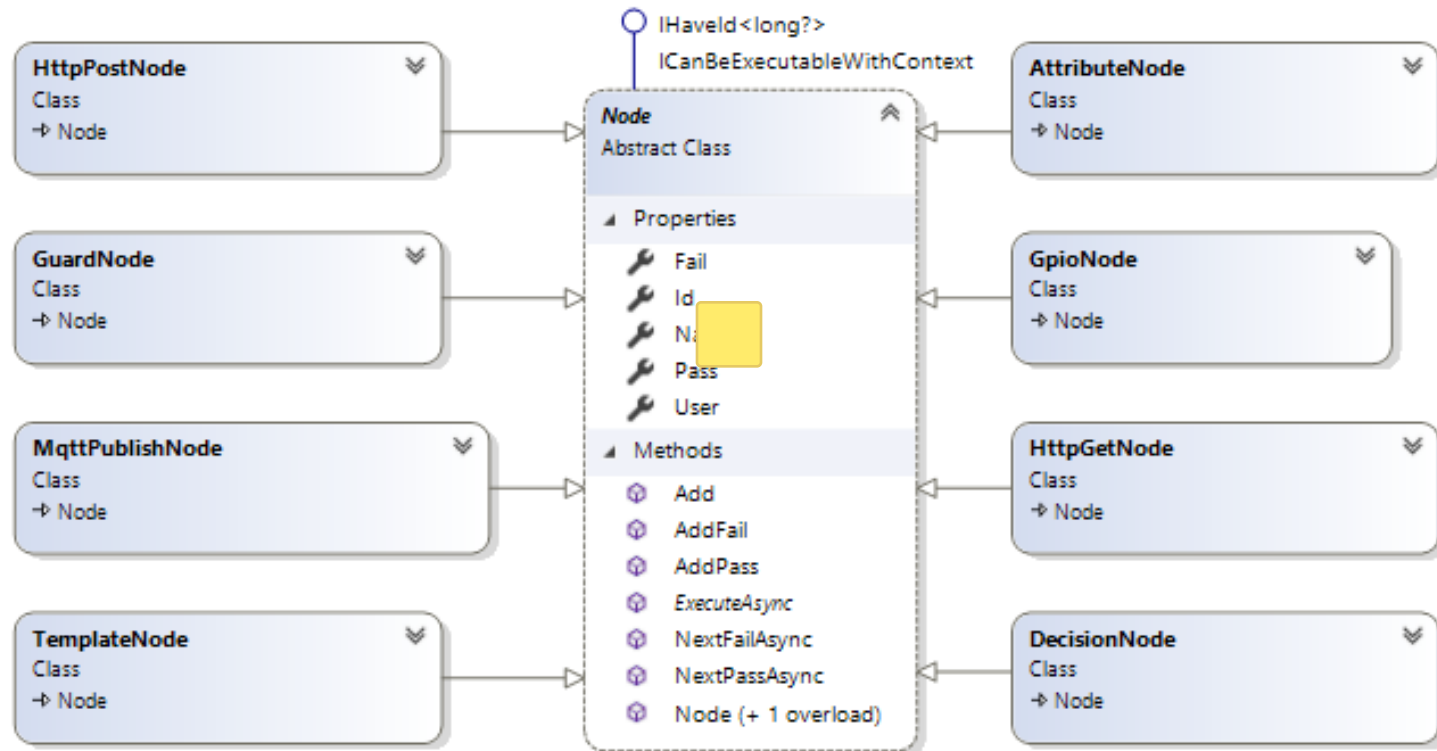 IHaveId<long?>
ICanBeExecutableWithContext
HttpPostNode
Class
Node
GuardNode
Class
Node
MqttPublishNode
Class
Node
TemplateNode
Class
Node
Node
Abstract Class
Properties
Fail
Id
Pass
User
Methods
Add
AddFail
AddPass
ExecuteAsync
NextFailAsync
NextPassAsync
Node (+ 1 overload)
AttributeNode
Class
Node
GpioNode
Class
Node
HttpGetNode
Class
Node
DecisionNode
Class
Node